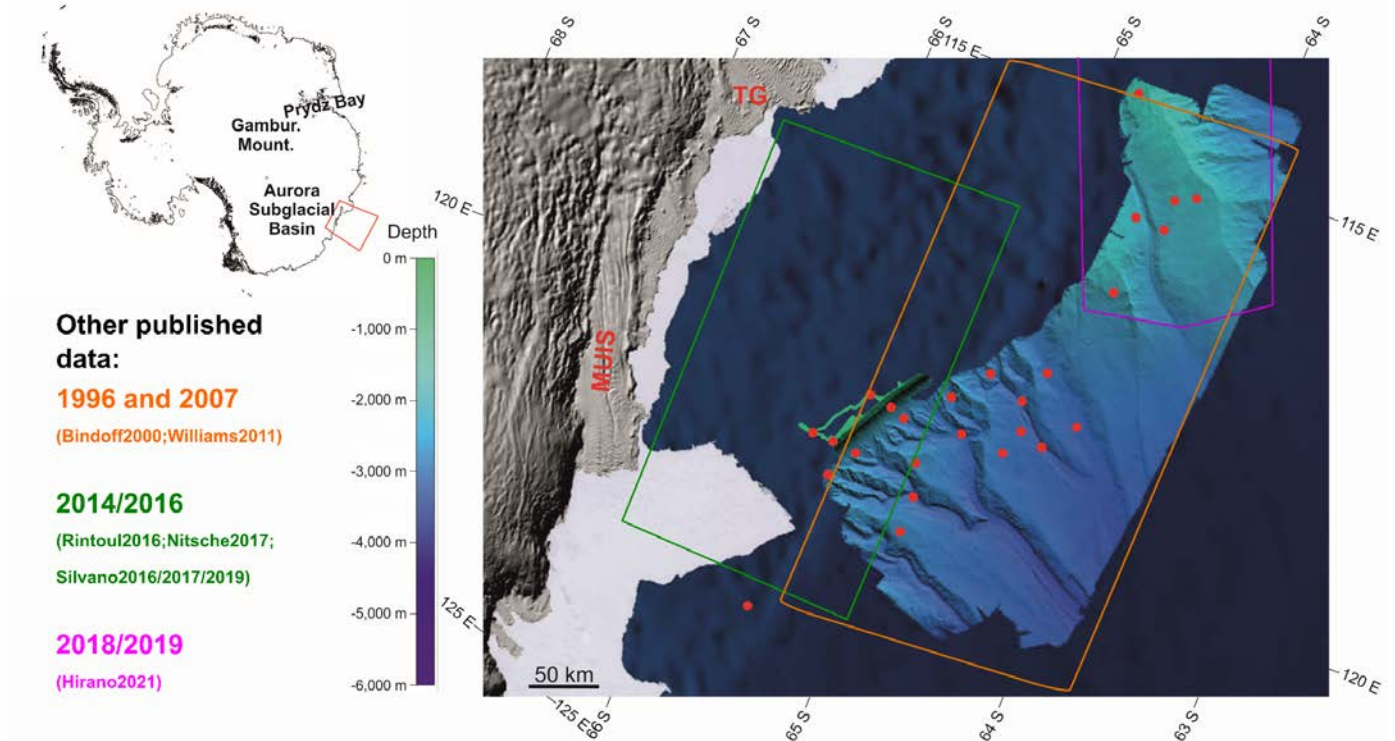 Prydz Bay
Gambur.
Mount.
Aurora
Subglacial
Basin
Depth
0 m
-1,000 m
-2,000 m
-3,000 m
-4,000 m
-5,000 m
-6,000 m
Other published
data:
1996 and 2007
(Bindoff2000;Williams2011)
2014/2016
(Rintoul2016;Nitsche2017;
Silvano2016/2017/2019)
2018/2019
(Hirano2021)
68 S
67 S
66 S
115 E
65 S
64 S
120 E
115 E
TG
MUIS
125 E
50 km
120 E
125 E
66 S
65 S
64 S
63 S